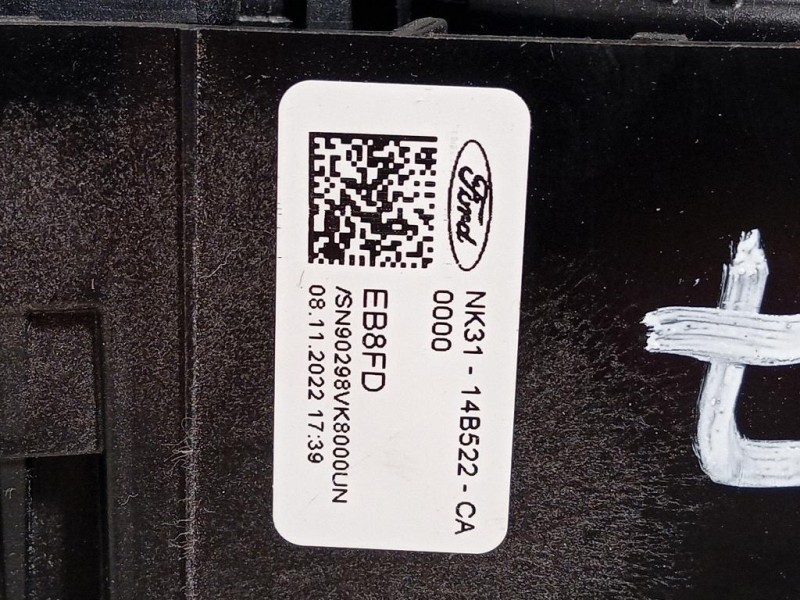 Ford
NK31 - 14B522 - CA
0000
EB8FD
/SN90298VK8000UN
08.11.2022 17:39